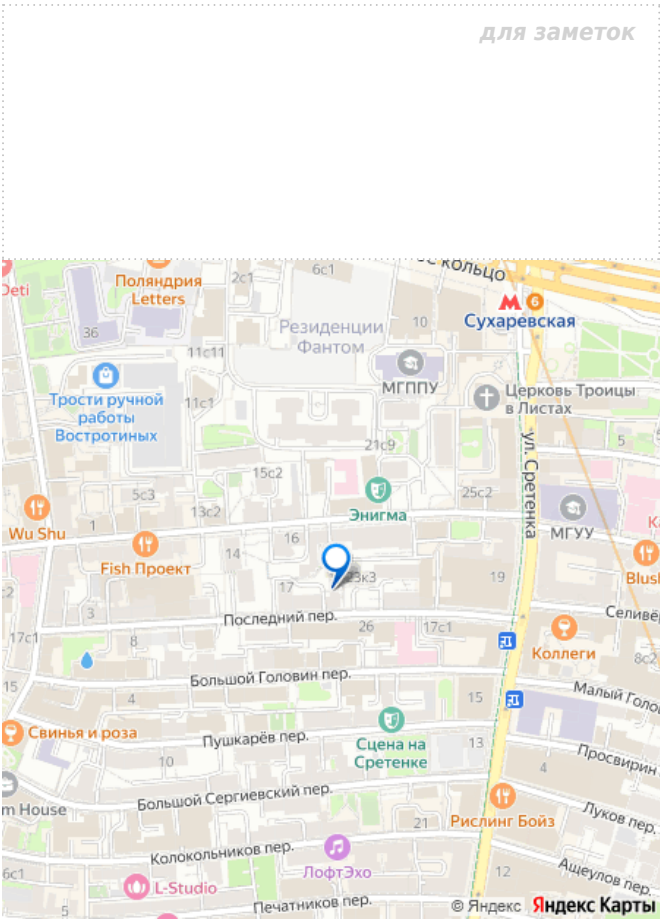 для заметок
ое кольцо
Deti
Поляндрия
Letters
2с1
6с1
10
6
Сухаревская
36
Резиденции
Фантом
11с11
МГППУ
Трости ручной
работы
Востротиных
11с1
Церковь Троицы
в Листах
21с9
5
ул. Сретенка
15с2
5с3
13с2
Энигма
25с2
МГУУ
Wu Shu
1
Fish Проект
14
16
Blush
17
23к3
19
3
Последний пер.
26
17с1
Селивёр
17с1
8
Коллеги
8с2
15
Большой Головин пер.
Малый Голо
4
15
Свинья и роза
Пушкарёв пер.
Сцена на
Сретенке
13
Просвирин
10
4
m House
Большой Сергиевский пер.
Рислинг Бойз
Луков пер.
21
Колокольников пер.
ЛофтЭхо
6с1
L-Studio
12
Ащеулов пер.
5
Печатников пер.
© Яндекс Яндекс Карты